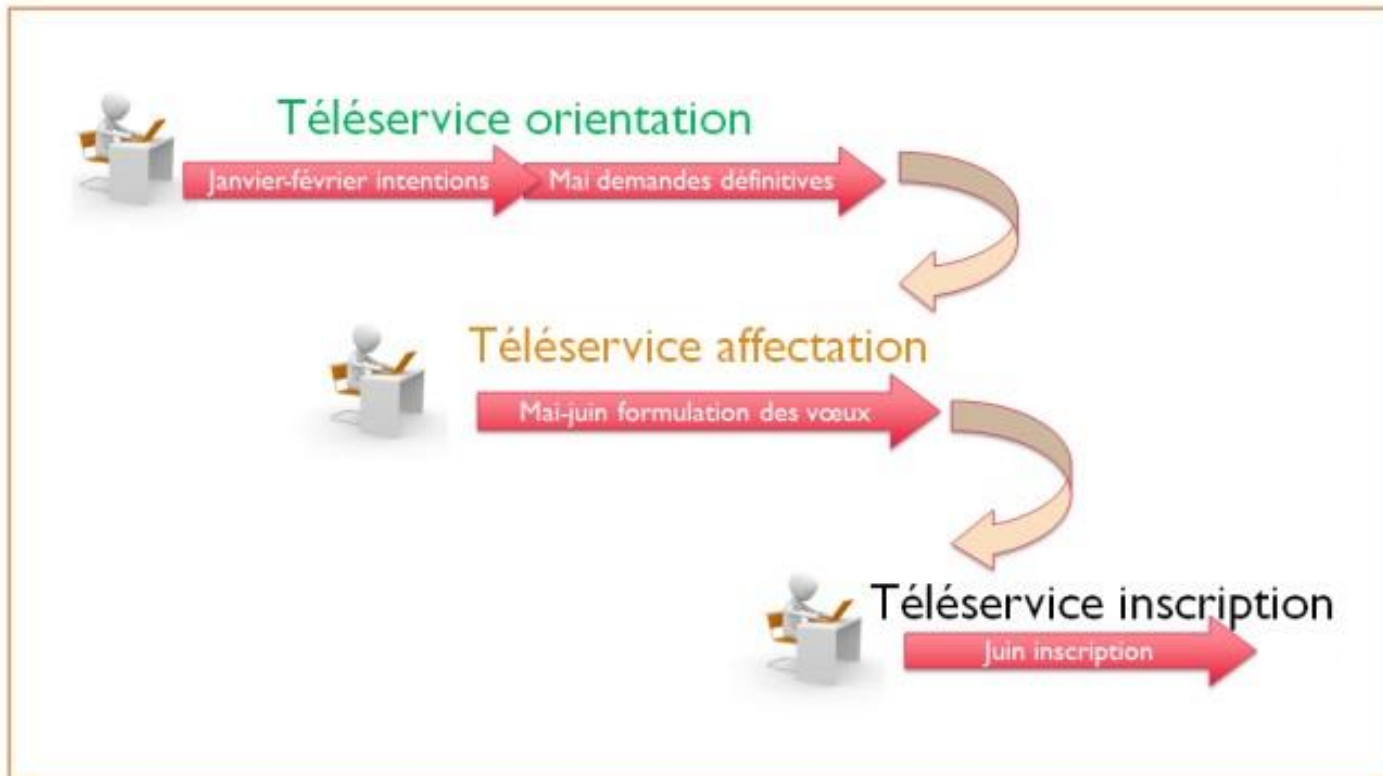 Téléservice orientation
Janvier-février intentions
Mai demandes définitives
Téléservice affectation
Mai-juin formulation des vœux
Téléservice inscription
Juin inscription